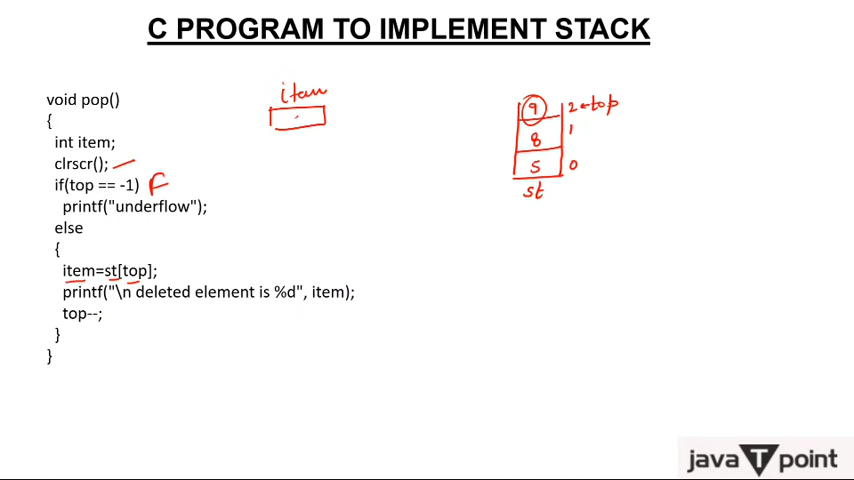 C PROGRAM TO IMPLEMENT STACK
void pop()
{
int item;
clrscr();
if(top == -1) F
printf("underflow");
else
{
item=st[top];
printf("\n deleted element is %d", item);
top--;
}
}
item
9 2 ←top
8 1
5 0
st
java T point